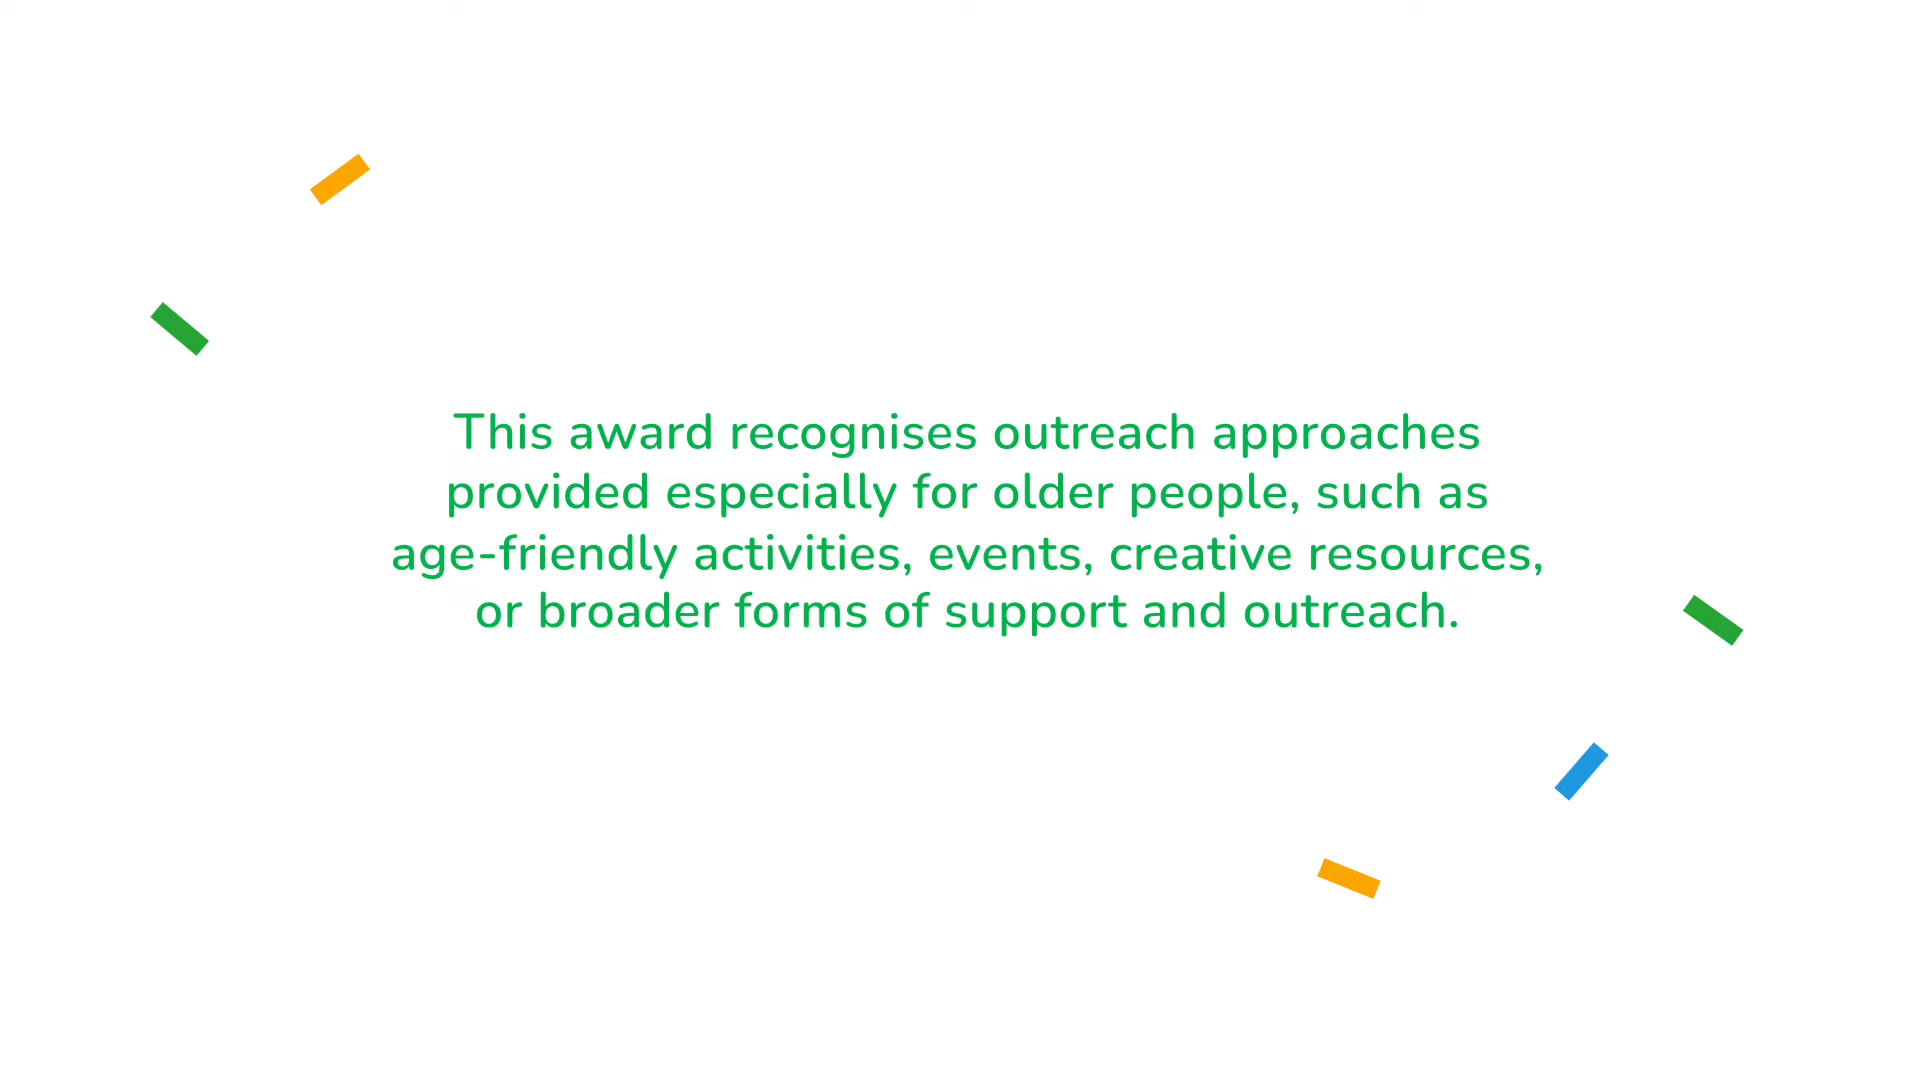 This award recognises outreach approaches
provided especially for older people, such as
age-friendly activities, events, creative resources,
or broader forms of support and outreach.